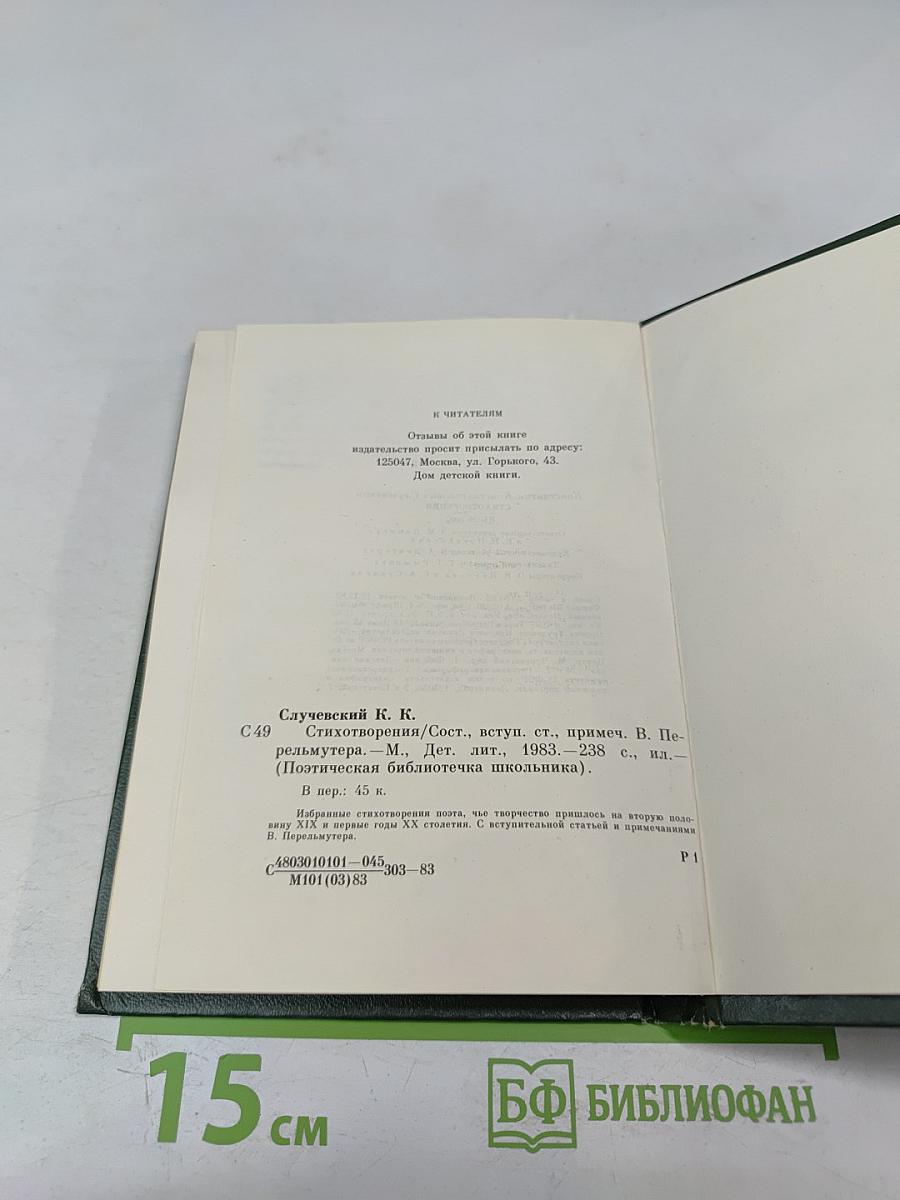 К ЧИТАТЕЛЯМ
Отзывы об этой книге
издательство просит присылать по адресу:
125047, Москва, ул. Горького, 43.
Дом детской книги.
Случевский К. К.
С 49 Стихотворения/Сост., вступ. ст., примеч. В. Пе-
рельмутера.—М., Дет. лит., 1983.—238 с., ил.—
(Поэтическая библиотечка школьника).
В пер.: 45 к.
Избранные стихотворения поэта, чье творчество пришлось на вторую поло-
вину XIX и первые годы XX столетия. С вступительной статьей и примечаниями
В. Перельмутера.
С 4803010101—045 303—83
М101(03)83
Р 1
15 см
БФ БИБЛИОФАН